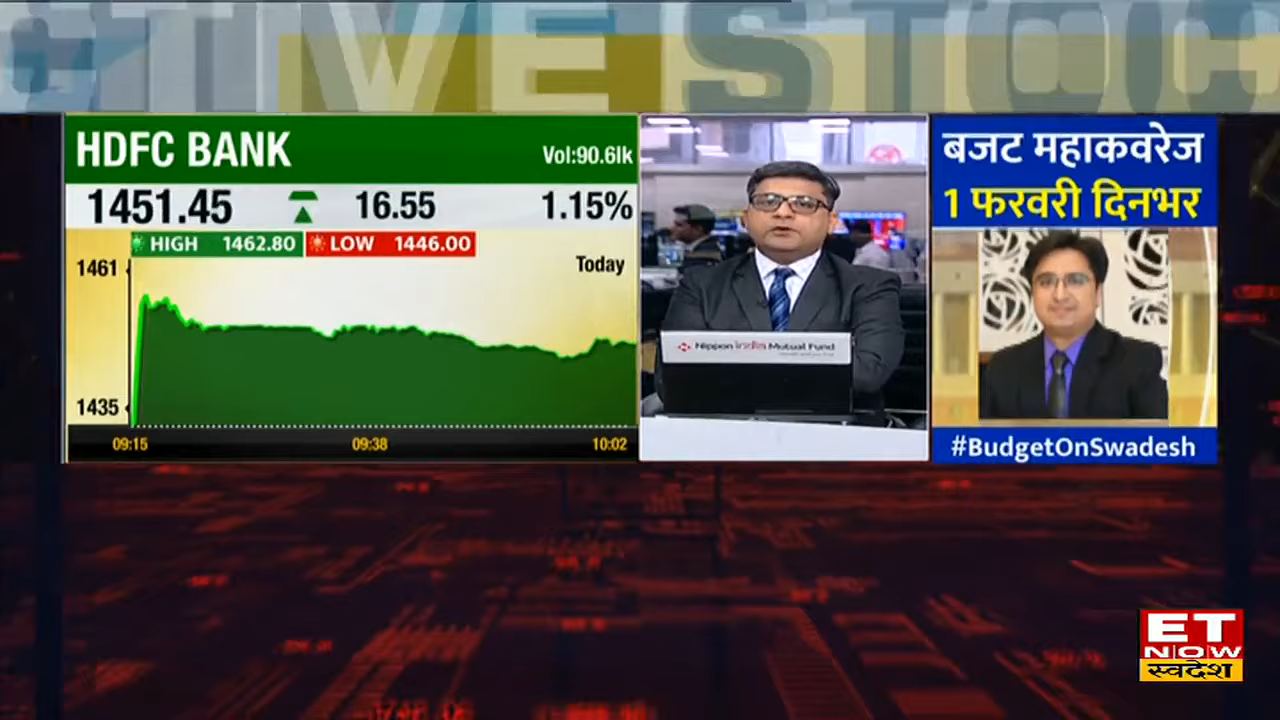 TIVE STOC
HDFC BANK
Vol:90.6lk
1451.45
16.55
1.15%
HIGH 1462.80
LOW 1446.00
1461
Today
1435
09:15
09:38
10:02
Nippon india Mutual Fund
बजट महाकवरेज
1 फरवरी दिनभर
#BudgetOnSwadesh
ET
NOW
स्वदेश